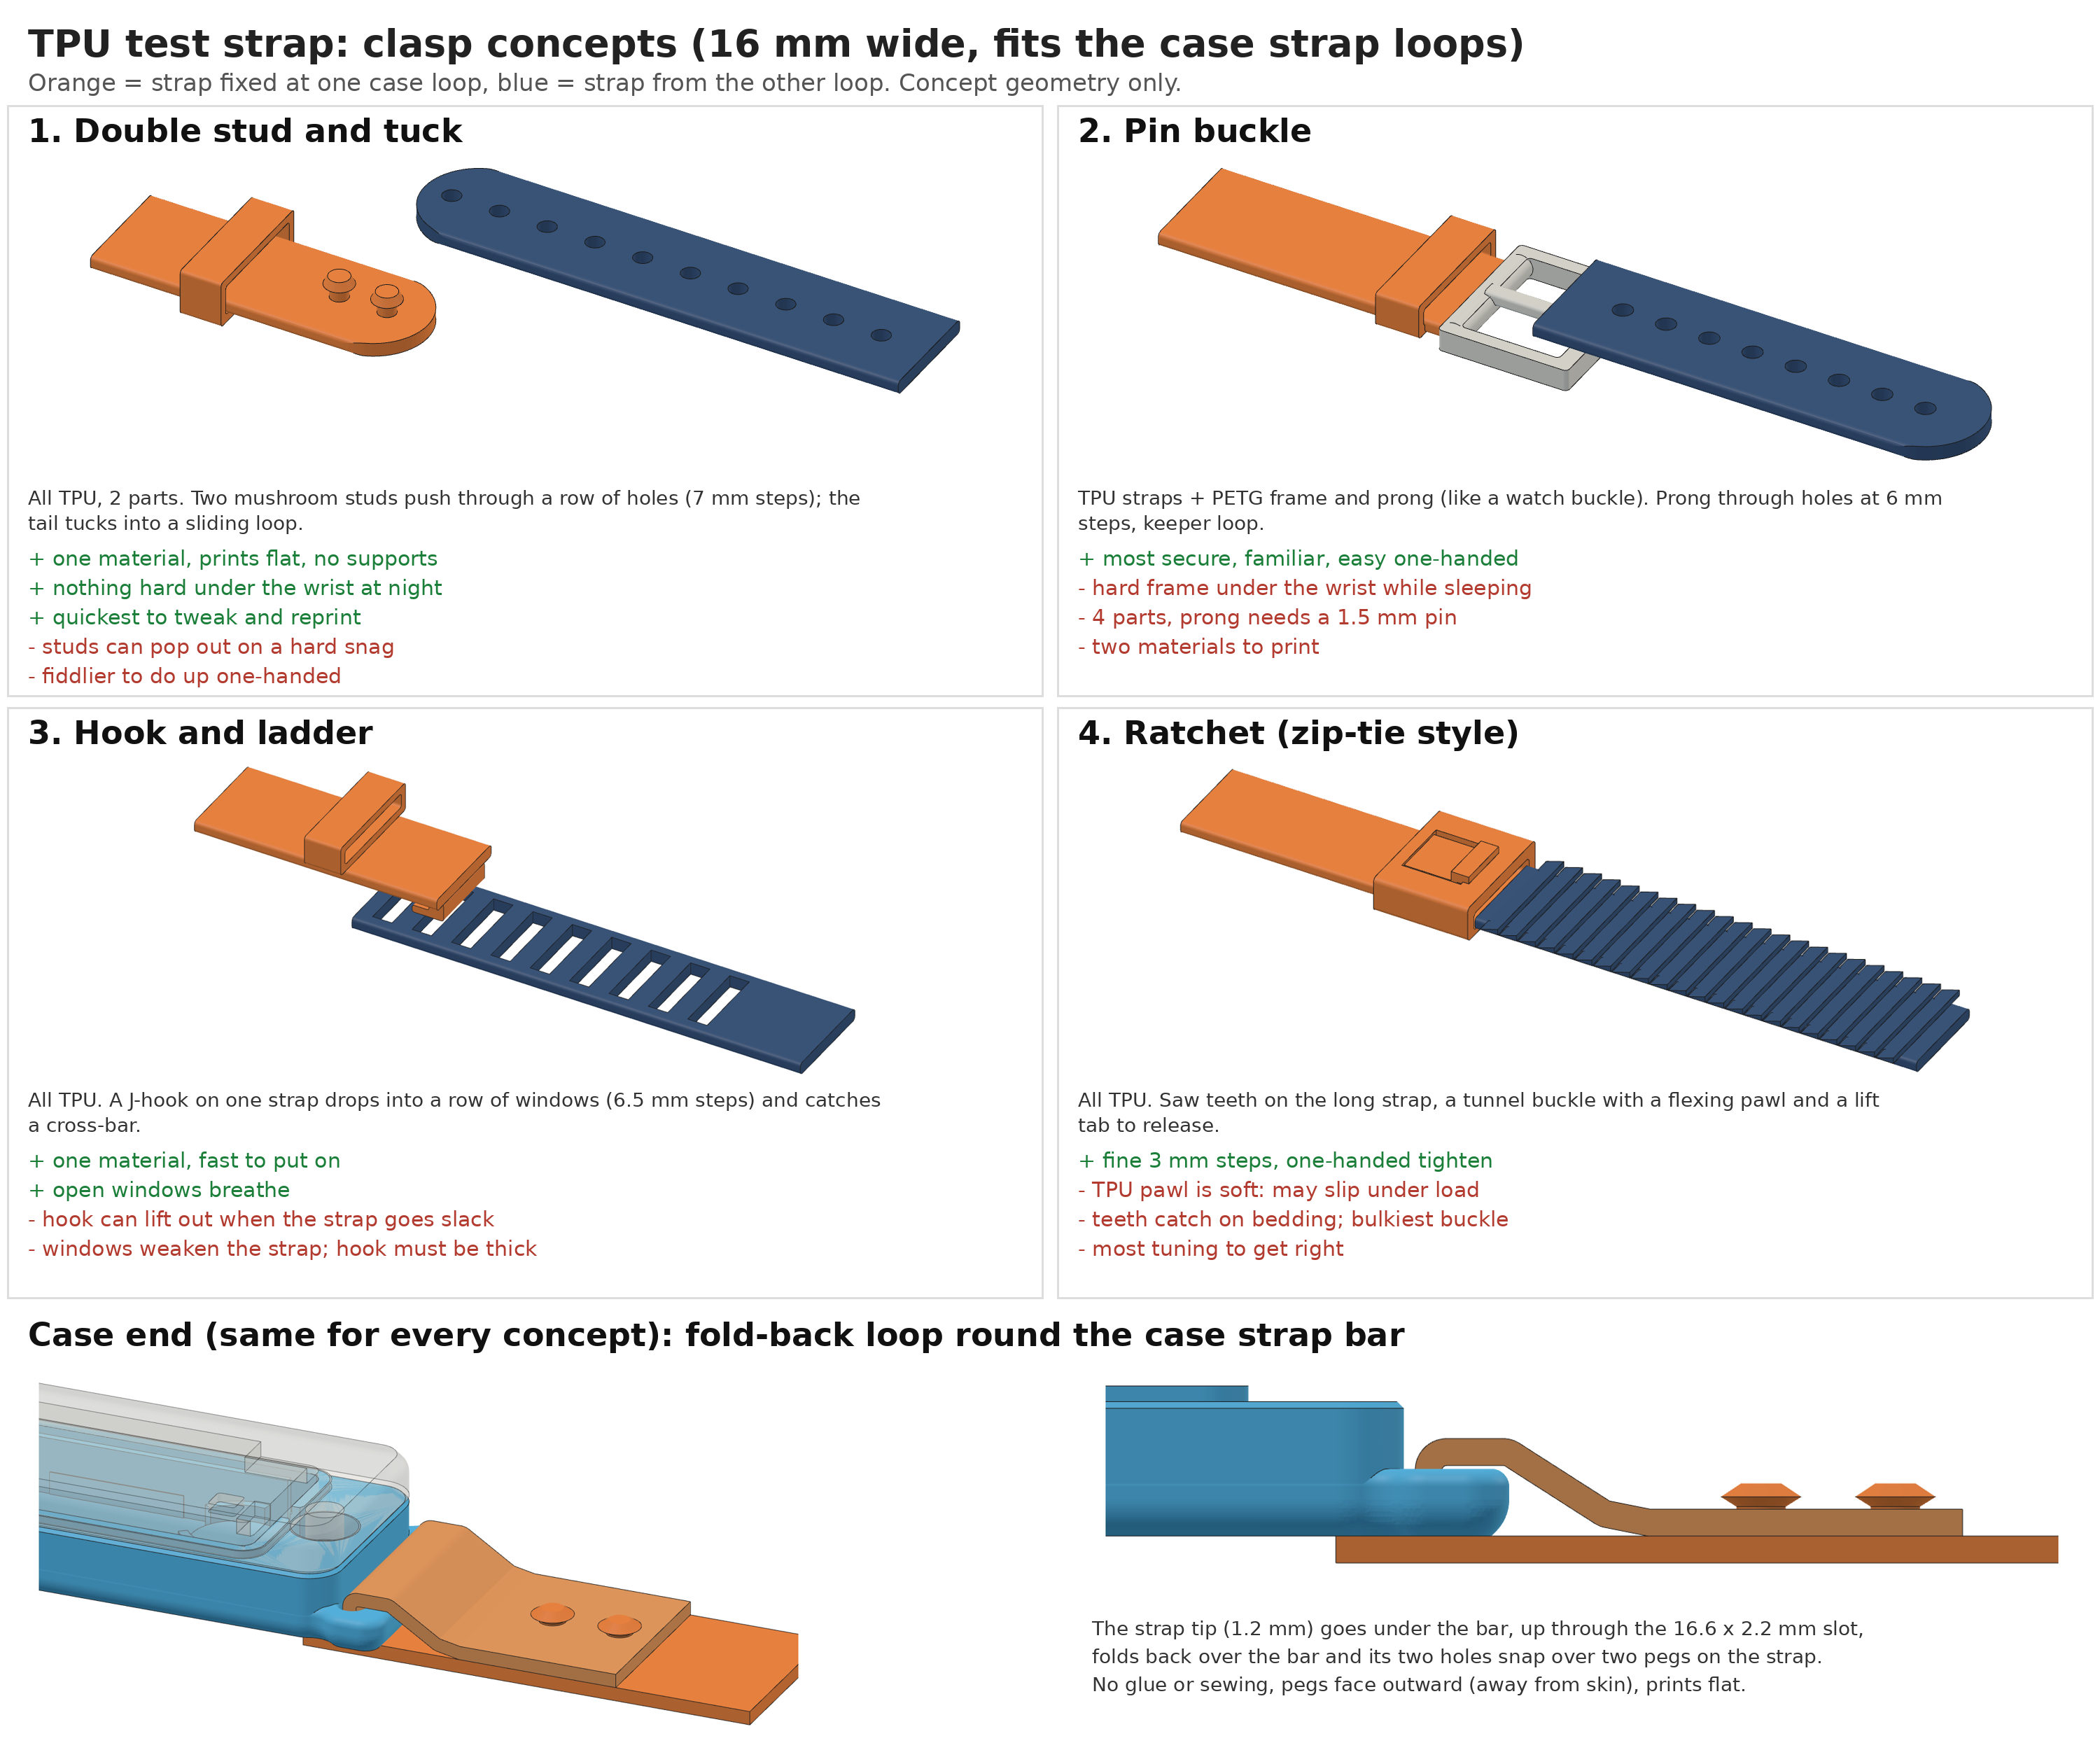 TPU test strap: clasp concepts (16 mm wide, fits the case strap loops)
Orange = strap fixed at one case loop, blue = strap from the other loop. Concept geometry only.
1. Double stud and tuck
All TPU, 2 parts. Two mushroom studs push through a row of holes (7 mm steps); the
tail tucks into a sliding loop.
+ one material, prints flat, no supports
+ nothing hard under the wrist at night
+ quickest to tweak and reprint
- studs can pop out on a hard snag
- fiddlier to do up one-handed
2. Pin buckle
TPU straps + PETG frame and prong (like a watch buckle). Prong through holes at 6 mm
steps, keeper loop.
+ most secure, familiar, easy one-handed
- hard frame under the wrist while sleeping
- 4 parts, prong needs a 1.5 mm pin
- two materials to print
3. Hook and ladder
All TPU. A J-hook on one strap drops into a row of windows (6.5 mm steps) and catches
a cross-bar.
+ one material, fast to put on
+ open windows breathe
- hook can lift out when the strap goes slack
- windows weaken the strap; hook must be thick
4. Ratchet (zip-tie style)
All TPU. Saw teeth on the long strap, a tunnel buckle with a flexing pawl and a lift
tab to release.
+ fine 3 mm steps, one-handed tighten
- TPU pawl is soft: may slip under load
- teeth catch on bedding; bulkiest buckle
- most tuning to get right
Case end (same for every concept): fold-back loop round the case strap bar
The strap tip (1.2 mm) goes under the bar, up through the 16.6 x 2.2 mm slot,
folds back over the bar and its two holes snap over two pegs on the strap.
No glue or sewing, pegs face outward (away from skin), prints flat.